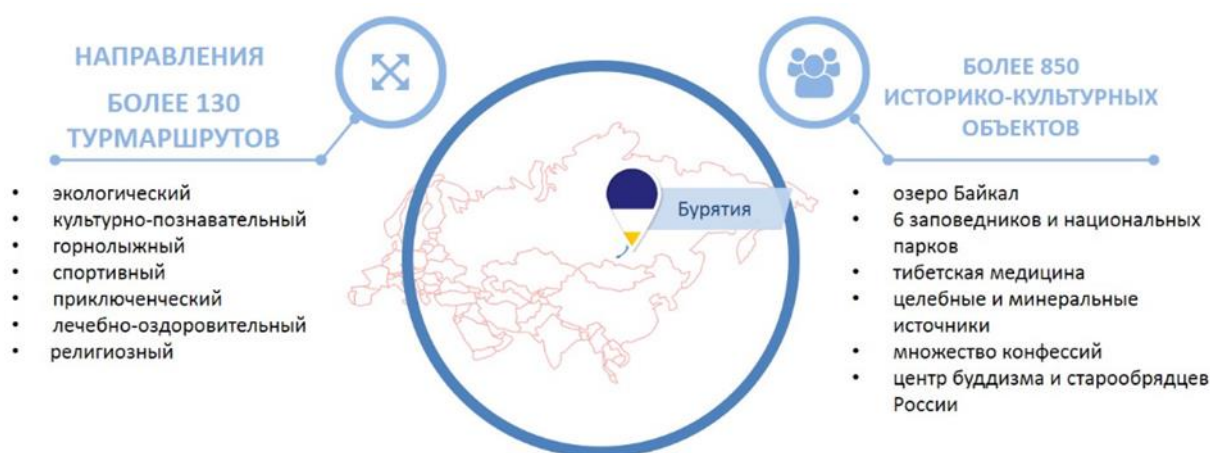 НАПРАВЛЕНИЯ
БОЛЕЕ 130
ТУРМАРШРУТОВ
• экологический
• культурно-познавательный
• горнолыжный
• спортивный
• приключенческий
• лечебно-оздоровительный
• религиозный
Бурятия
БОЛЕЕ 850
ИСТОРИКО-КУЛЬТУРНЫХ
ОБЪЕКТОВ
• озеро Байкал
• 6 заповедников и национальных
парков
• тибетская медицина
• целебные и минеральные
источники
• множество конфессий
• центр буддизма и старообрядцев
России